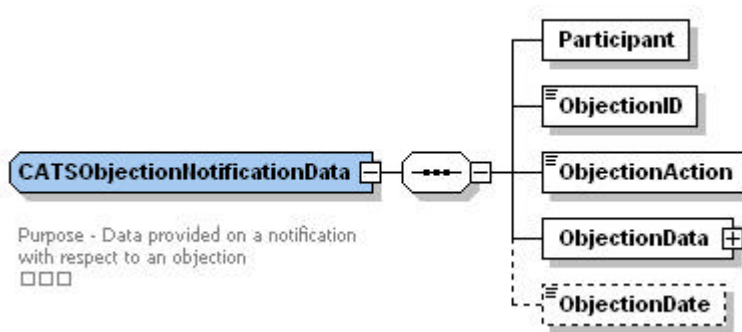 Participant
ObjectionID
CATSObjectionNotificationData
ObjectionAction
Purpose - Data provided on a notification
with respect to an objection
□□□
ObjectionData
ObjectionDate